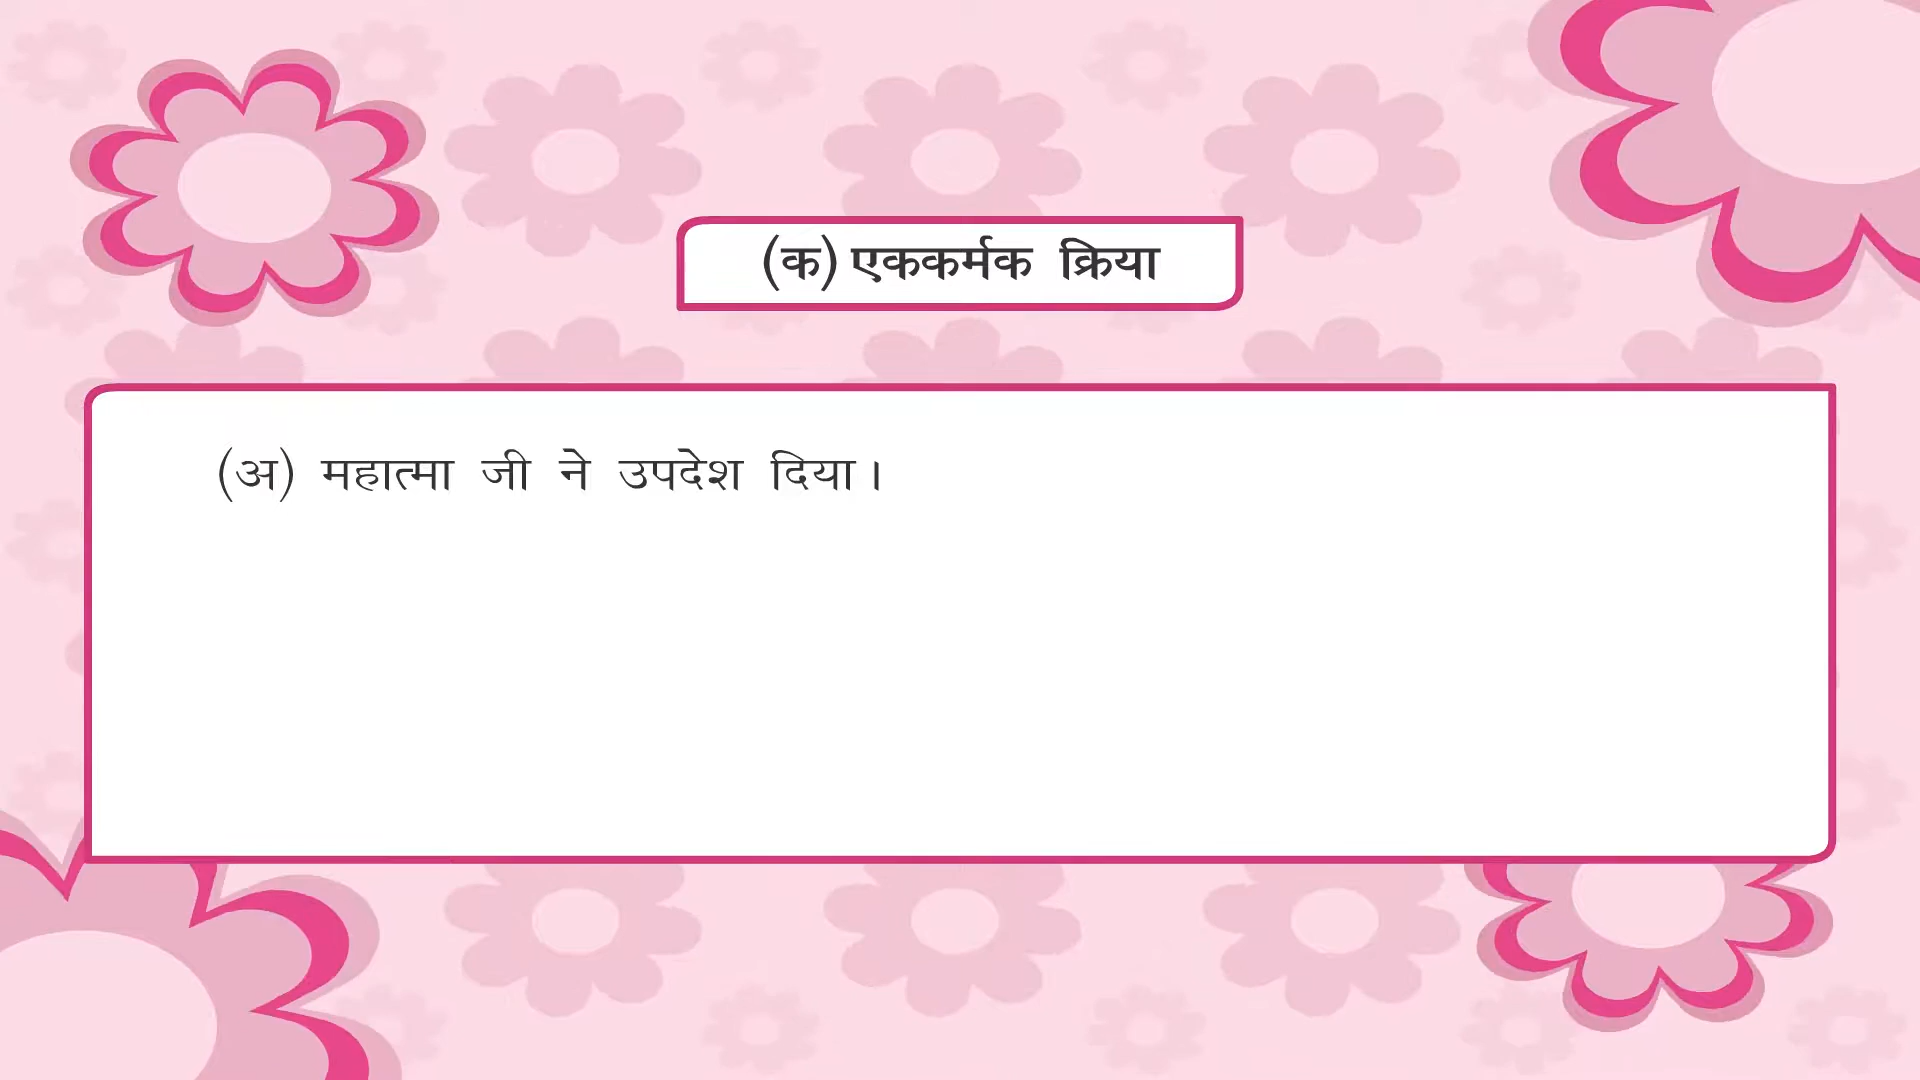 (क) एककर्मक क्रिया
(अ) महात्मा जी ने उपदेश दिया।